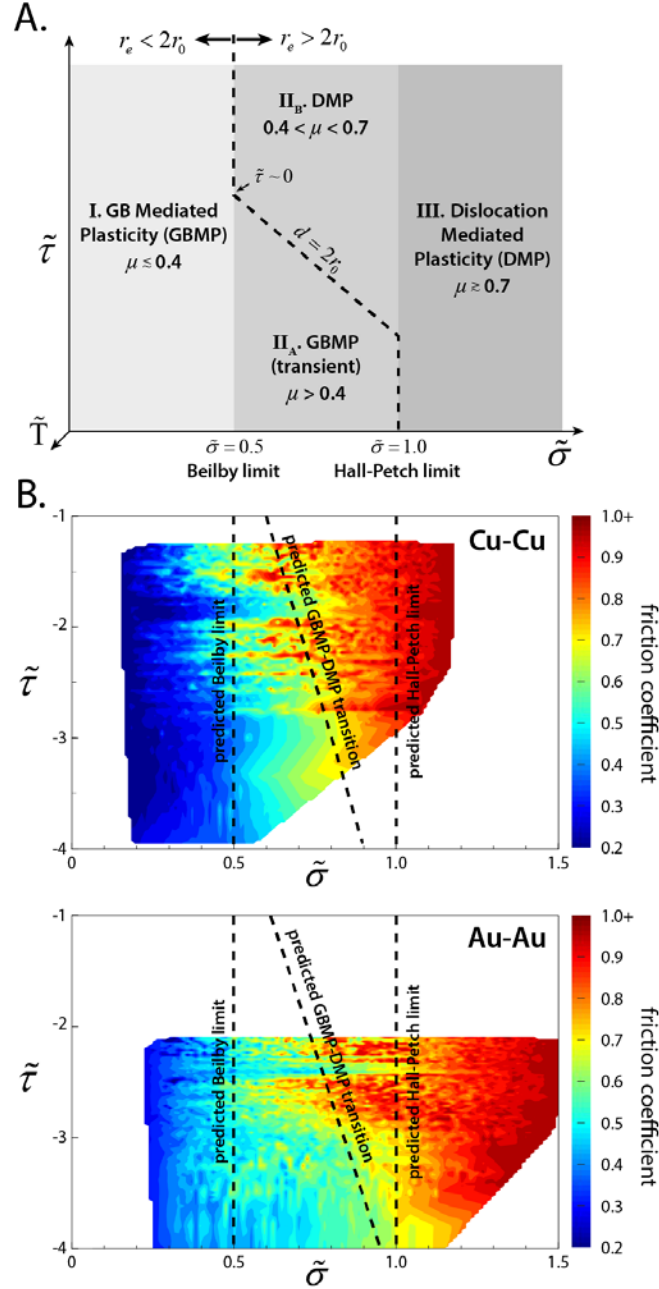 A.
r_e < 2r_0
r_e > 2r_0
II_B. DMP
0.4 < μ < 0.7
τ̃ ~ 0
I. GB Mediated
Plasticity (GBMP)
μ ≲ 0.4
d = 2r_0
III. Dislocation
Mediated
Plasticity (DMP)
μ ≳ 0.7
τ̃
II_A. GBMP
(transient)
μ > 0.4
T̃
σ̃ = 0.5
Beilby limit
σ̃ = 1.0
Hall-Petch limit
σ̃
B.
Cu-Cu
-1
-2
-3
-4
τ̃
predicted Beilby limit
predicted GBMP-DMP transition
predicted Hall-Petch limit
0
0.5
1.0
1.5
σ̃
1.0+
0.9
0.8
0.7
0.6
0.5
0.4
0.3
0.2
friction coefficient
Au-Au
-1
-2
-3
-4
τ̃
predicted Beilby limit
predicted GBMP-DMP transition
predicted Hall-Petch limit
0
0.5
1.0
1.5
σ̃
1.0+
0.9
0.8
0.7
0.6
0.5
0.4
0.3
0.2
friction coefficient